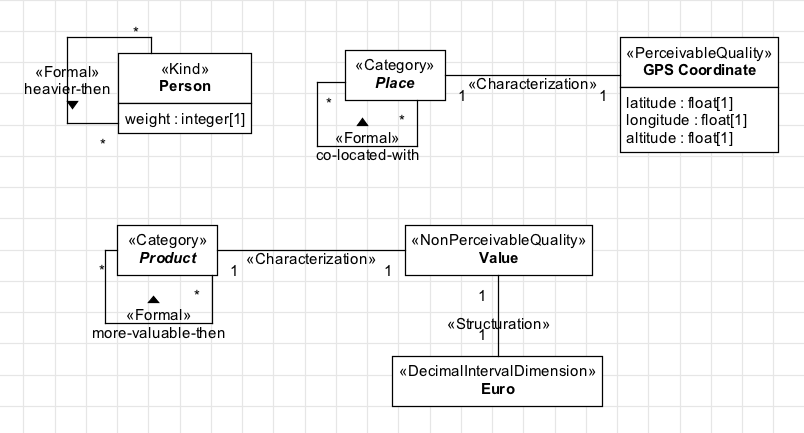 *
«Formal»
heavier-then
*
«Kind»
Person
weight : integer[1]
«Category»
Place
*
*
«Formal»
co-located-with
1
«Characterization»
1
«PerceivableQuality»
GPS Coordinate
latitude : float[1]
longitude : float[1]
altitude : float[1]
«Category»
Product
*
*
«Formal»
more-valuable-then
1
«Characterization»
1
«NonPerceivableQuality»
Value
1
«Structuration»
1
«DecimalIntervalDimension»
Euro